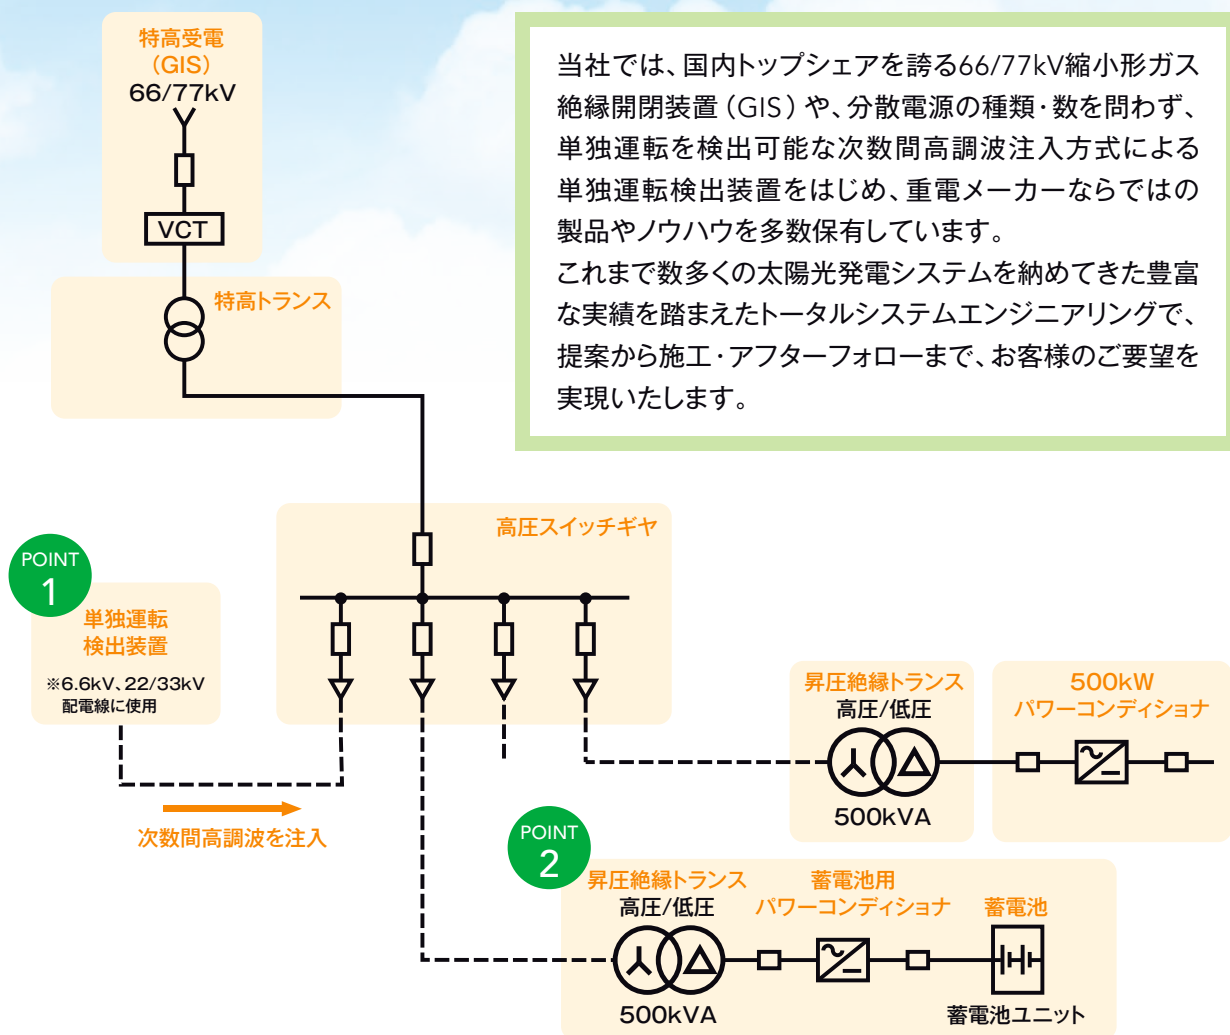 特高受電
(GIS)
66/77kV
VCT
特高トランス
当社では、国内トップシェアを誇る66/77kV縮小形ガス
絶縁開閉装置（GIS）や、分散電源の種類・数を問わず、
単独運転を検出可能な次数間高調波注入方式による
単独運転検出装置をはじめ、重電メーカーならではの
製品やノウハウを多数保有しています。
これまで数多くの太陽光発電システムを納めてきた豊富
な実績を踏まえたトータルシステムエンジニアリングで、
提案から施工・アフターフォローまで、お客様のご要望を
実現いたします。
高圧スイッチギヤ
POINT
1
単独運転
検出装置
※6.6kV、22/33kV
配電線に使用
次数間高調波を注入
昇圧絶縁トランス
高圧/低圧
500kVA
500kW
パワーコンディショナ
POINT
2
昇圧絶縁トランス
高圧/低圧
500kVA
蓄電池用
パワーコンディショナ
蓄電池
蓄電池ユニット